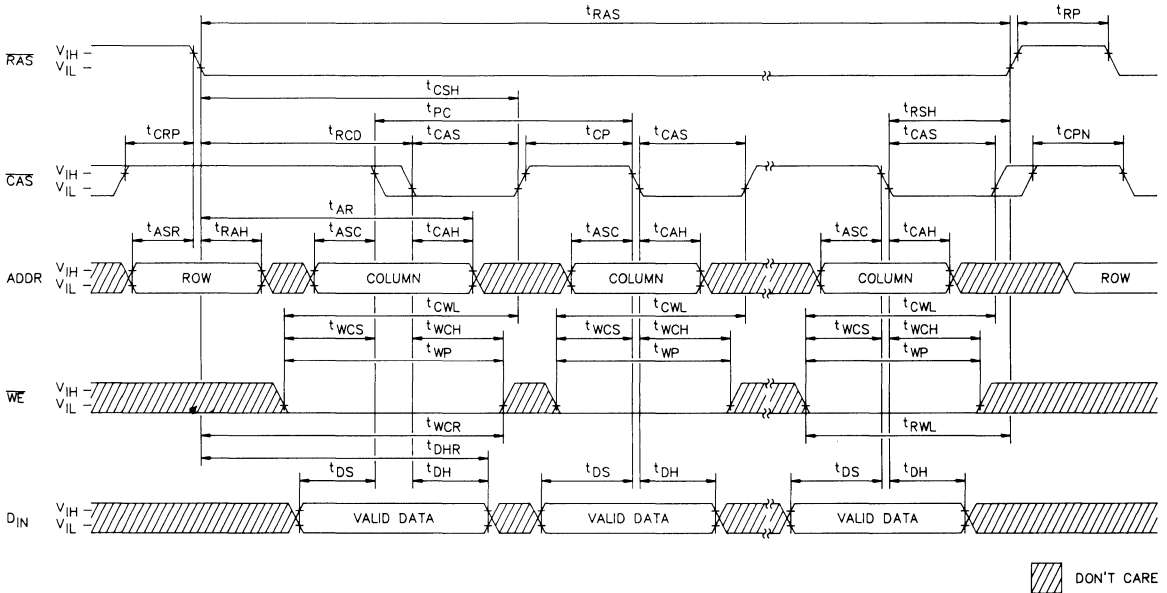 tRAS tRP
RAS VIH VIL
tCSH
tPC tRSH
tCRP tRCD tCAS tCP tCAS tCAS tCPN
CAS VIH VIL
tAR
tASR tRAH tASC tCAH tASC tCAH tASC tCAH
ADDR VIH VIL ROW COLUMN COLUMN COLUMN ROW
tCWL tCWL tCWL
tWCS tWCH tWCS tWCH tWCS tWCH
tWP tWP tWP
WE VIH VIL
tWCR tRWL
tDHR
tDS tDH tDS tDH tDS tDH
DIN VIH VIL VALID DATA VALID DATA VALID DATA
DON'T CARE